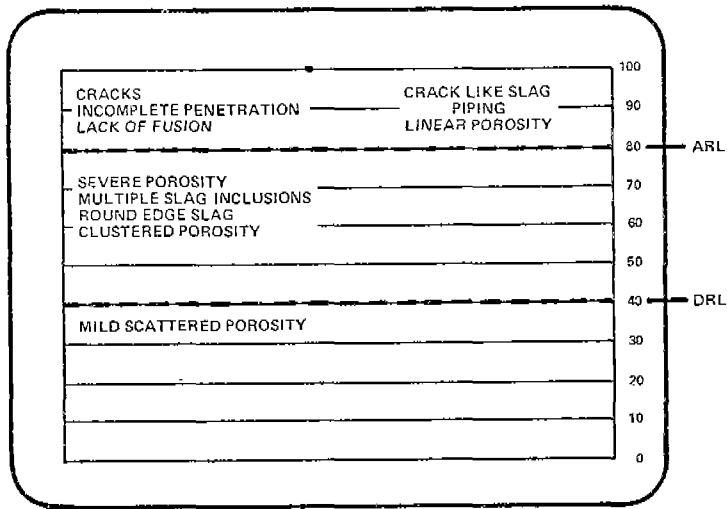 100
CRACKS
CRACK LIKE SLAG
INCOMPLETE PENETRATION
PIPING
90
LACK OF FUSION
LINEAR POROSITY
80
ARL
SEVERE POROSITY
70
MULTIPLE SLAG INCLUSIONS
ROUND EDGE SLAG
60
CLUSTERED POROSITY
50
40
DRL
MILD SCATTERED POROSITY
30
20
10
0